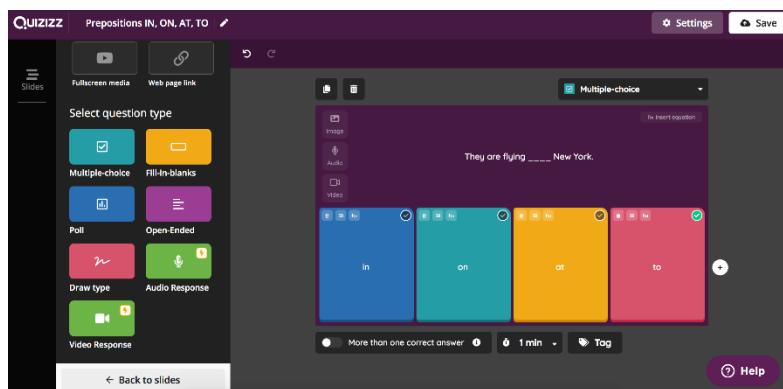 QUIZIZZ
Prepositions IN, ON, AT, TO
Settings
Save
Slides
Fullscreen media
Web page link
Select question type
Multiple-choice
Fill-In-blanks
Poll
Open-Ended
Draw type
Audio Response
Video Response
← Back to slides
Multiple-choice
Image
Audio
Video
fx Insert equation
They are flying ____ New York.
in
on
at
to
More than one correct answer
1 min
Tag
Help